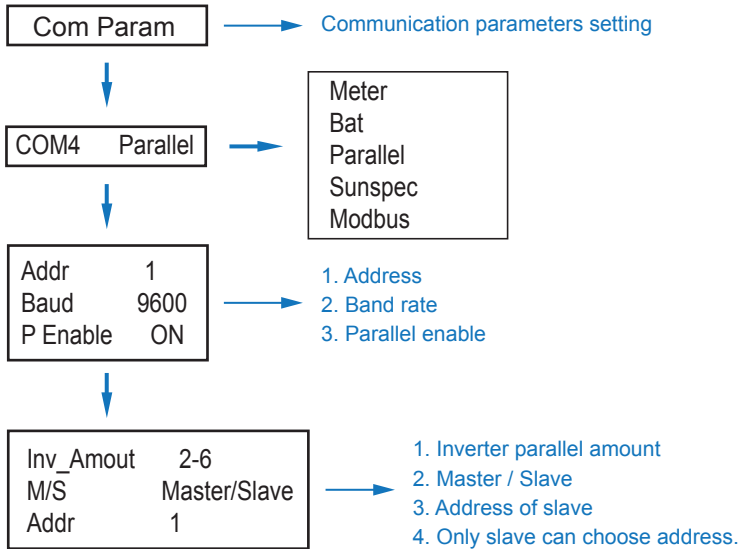 Com Param
Communication parameters setting
COM4 Parallel
Meter
Bat
Parallel
Sunspec
Modbus
Addr 1
Baud 9600
P Enable ON
1. Address
2. Band rate
3. Parallel enable
Inv_Amout 2-6
M/S Master/Slave
Addr 1
1. Inverter parallel amount
2. Master / Slave
3. Address of slave
4. Only slave can choose address.